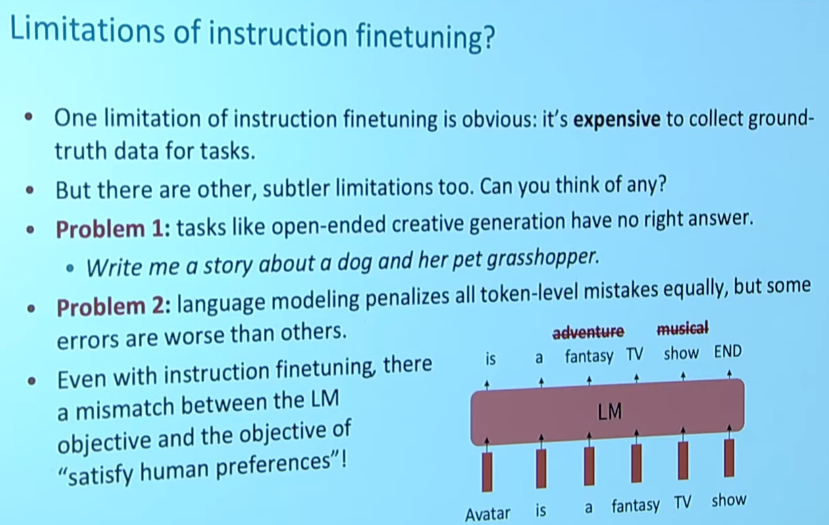 Limitations of instruction finetuning?
• One limitation of instruction finetuning is obvious: it's expensive to collect ground-
truth data for tasks.
• But there are other, subtler limitations too. Can you think of any?
• Problem 1: tasks like open-ended creative generation have no right answer.
• Write me a story about a dog and her pet grasshopper.
• Problem 2: language modeling penalizes all token-level mistakes equally, but some
errors are worse than others.
• Even with instruction finetuning, there
a mismatch between the LM
objective and the objective of
"satisfy human preferences"!
adventure musical
is a fantasy TV show END
LM
Avatar is a fantasy TV show